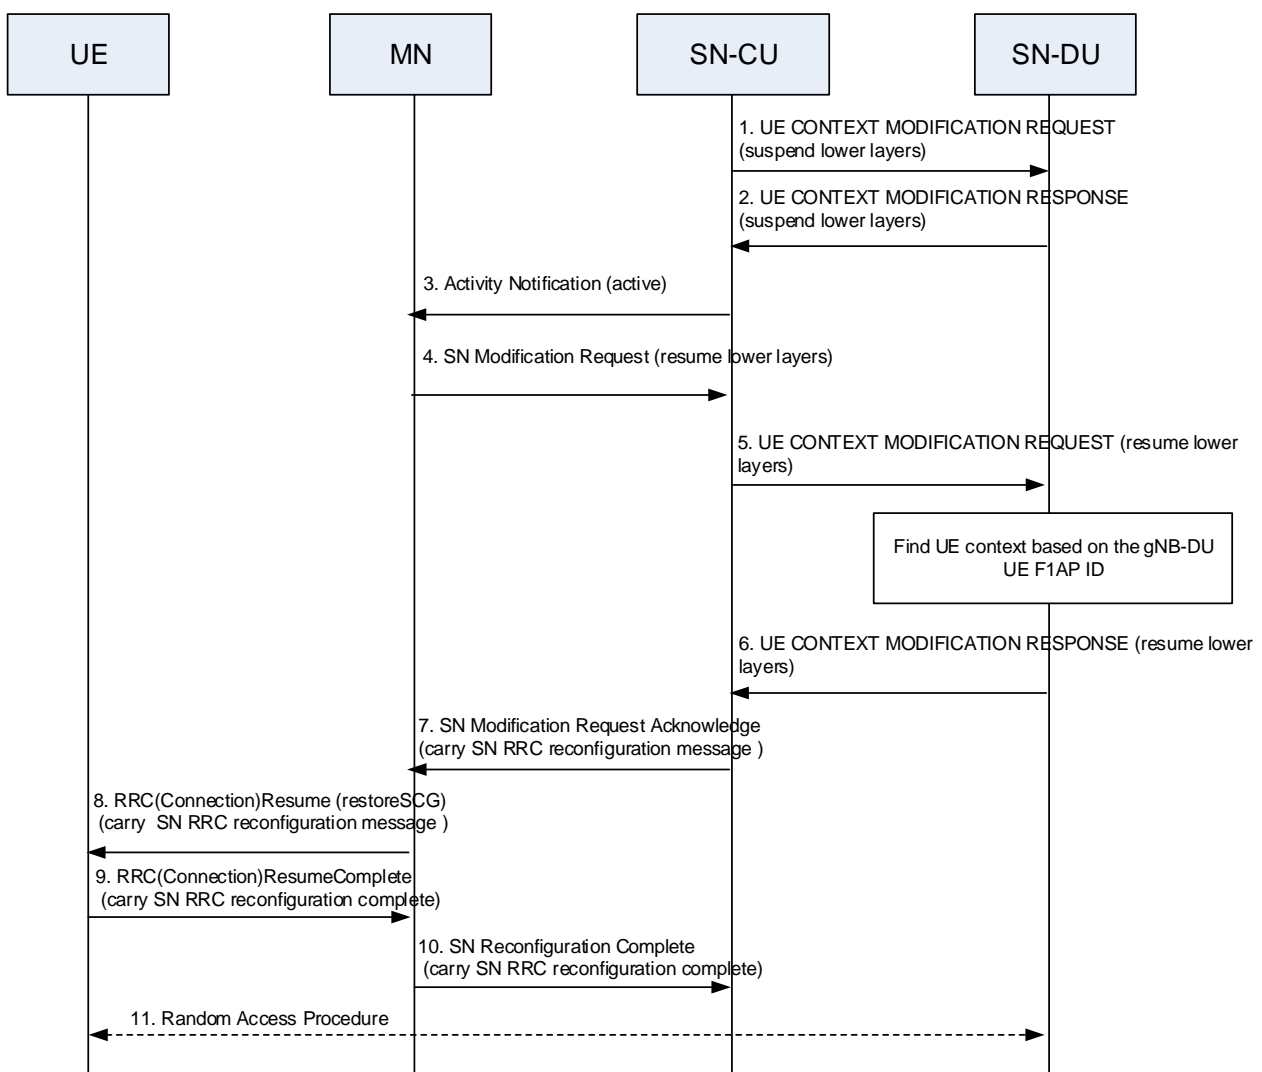 UE
MN
SN-CU
SN-DU
1. UE CONTEXT MODIFICATION REQUEST
(suspend lower layers)
2. UE CONTEXT MODIFICATION RESPONSE
(suspend lower layers)
3. Activity Notification (active)
4. SN Modification Request (resume lower layers)
5. UE CONTEXT MODIFICATION REQUEST (resume lower
layers)
Find UE context based on the gNB-DU
UE F1AP ID
6. UE CONTEXT MODIFICATION RESPONSE (resume lower
layers)
7. SN Modification Request Acknowledge
(carry SN RRC reconfiguration message )
8. RRC(Connection)Resume (restoreSCG)
(carry SN RRC reconfiguration message )
9. RRC(Connection)ResumeComplete
(carry SN RRC reconfiguration complete)
10. SN Reconfiguration Complete
(carry SN RRC reconfiguration complete)
11. Random Access Procedure